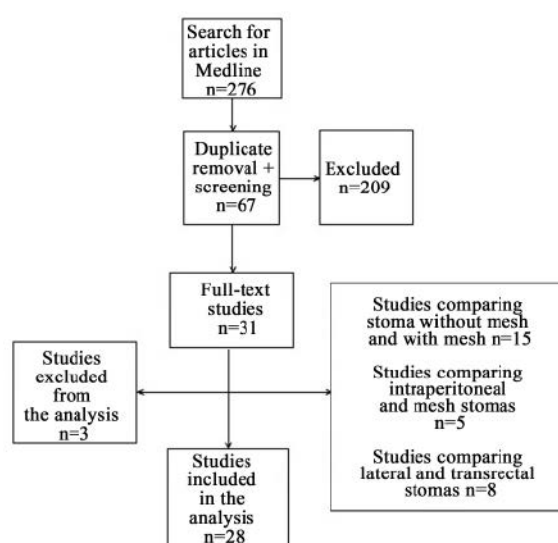 Search for
articles in
Medline
n=276
Duplicate
removal +
screening
n=67
Excluded
n=209
Full-text
studies
n=31
Studies
excluded
from
the analysis
n=3
Studies comparing
stoma without mesh
and with mesh n=15
Studies comparing
intraperitoneal
and mesh stomas
n=5
Studies comparing
lateral and transrectal
stomas n=8
Studies
included
in the
analysis
n=28